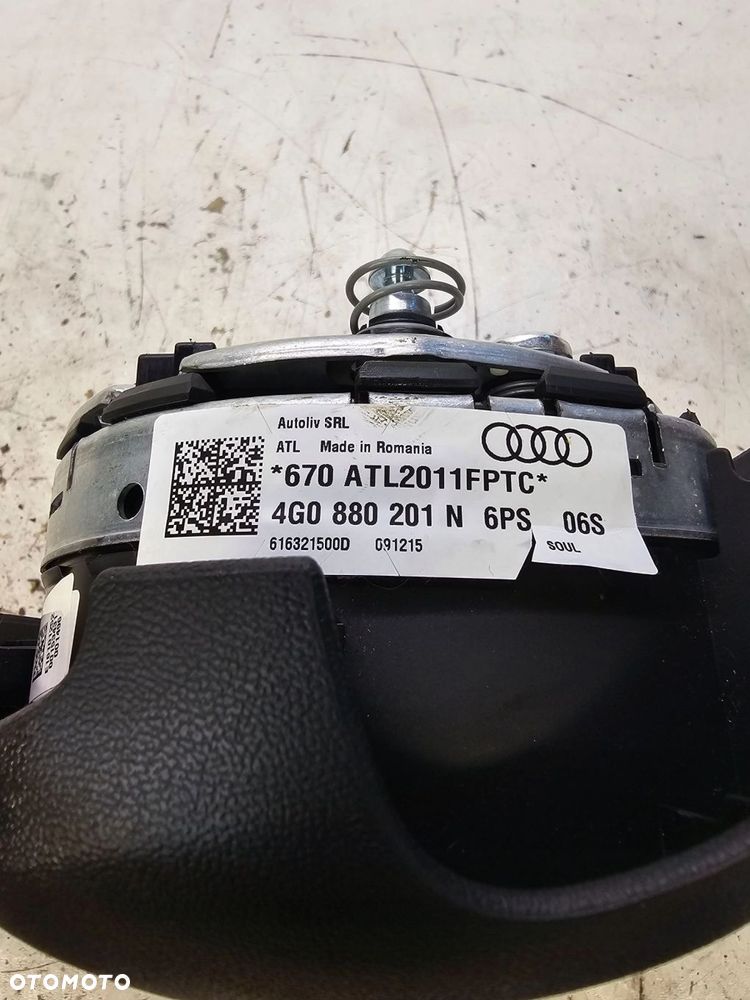 Autoliv SRL
ATL Made in Romania
*670 ATL2011FPTC*
4G0 880 201 N 6PS 06S
616321500D 091215
SOUL
OTOMOTO